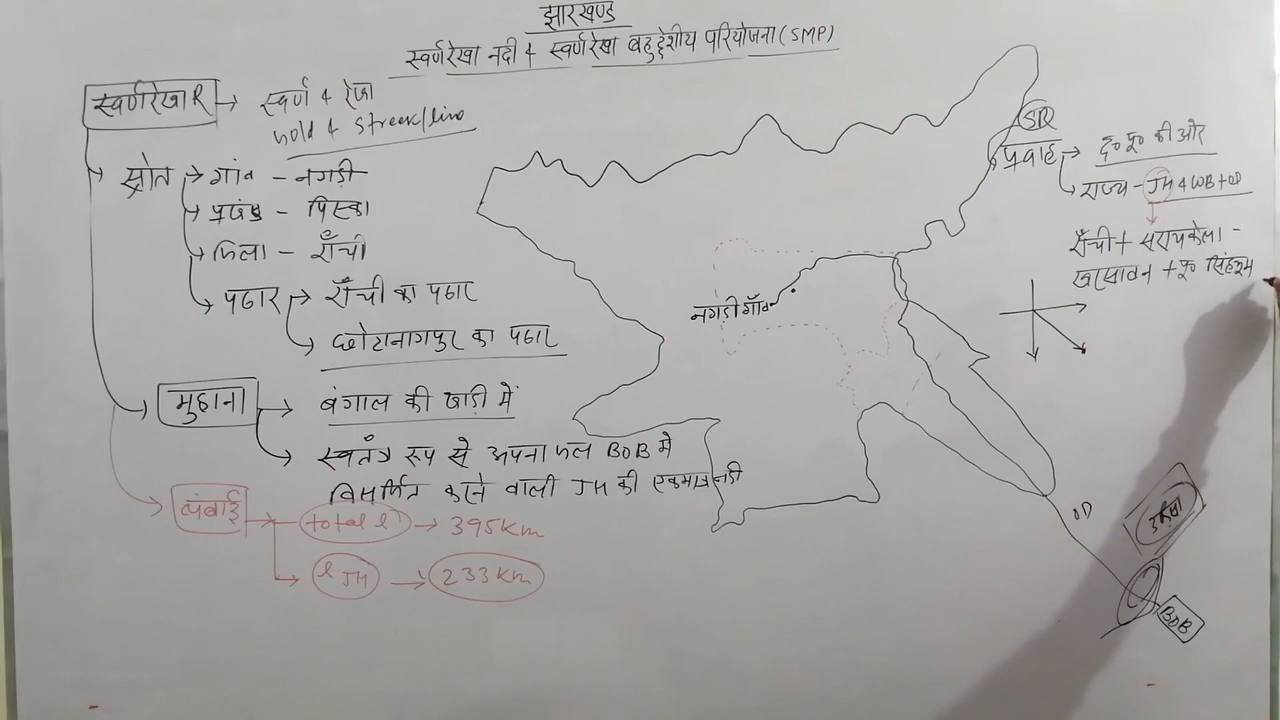 झारखण्ड
स्वर्णरेखा नदी & स्वर्णरेखा बहुद्देशीय परियोजना (SMP)
स्वर्णरेखा R → स्वर्ण & रेखा
Gold & Streek/line
स्रोत → गांव - नगड़ी
प्रखंड - पिस्का
जिला - राँची
पठार → राँची का पठार
छोटानागपुर का पठार
मुहाना → बंगाल की खाड़ी में
स्वतंत्र रूप से अपना जल BOB में
विसर्जित करने वाली JH की एकमात्र नदी
लंबाई → total l → 395km
l JH → 233 km
नगड़ी गाँव
SR
प्रवाह → द० पू० की ओर
राज्य - JH & WB + OD
राँची + सरायकेला -
खरसावन + पू० सिंहभूम
OD
उड़ीसा
BOB